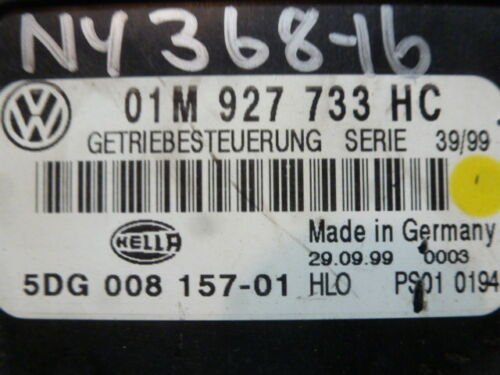 NY368-16
01M 927 733 HC
GETRIEBESTEUERUNG SERIE 39/99
HELLA
Made in Germany
29.09.99 0003
5DG 008 157-01 HLO PS01 0194